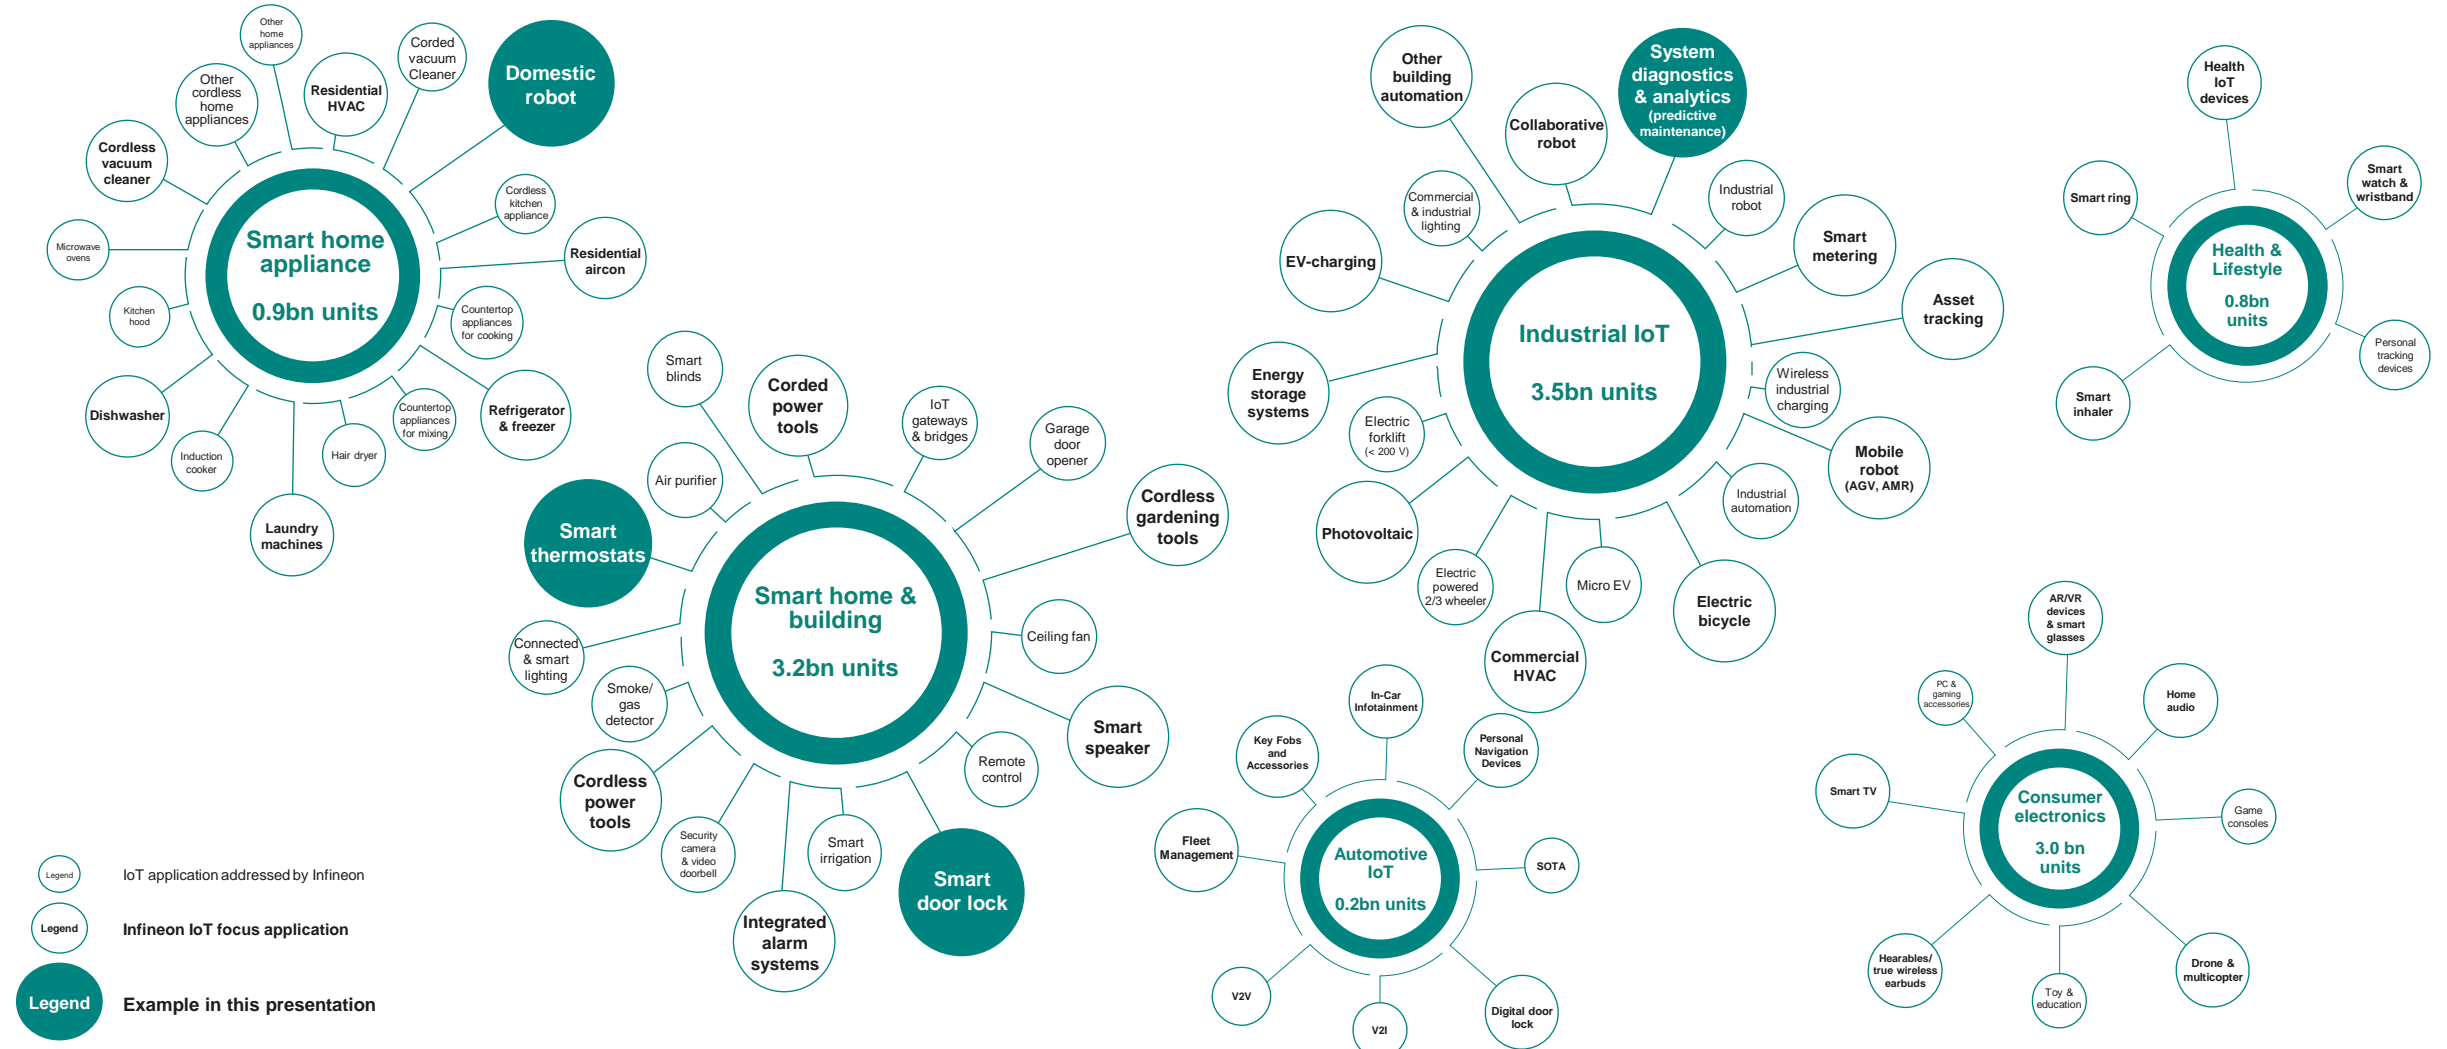 Other
home
appliances
Corded
vacuum
Cleaner
Domestic
robot
Other
cordless
home
appliances
Residential
HVAC
Cordless
vacuum
cleaner
Cordless
kitchen
appliance
Residential
aircon
Microwave
ovens
Smart home
appliance
0.9bn units
Kitchen
hood
Countertop
appliances
for cooking
Dishwasher
Induction
cooker
Laundry
machines
Hair dryer
Countertop
appliances
for mixing
Refrigerator
& freezer
Smart
blinds
Corded
power
tools
IoT
gateways
& bridges
Garage
door
opener
Air purifier
Cordless
gardening
tools
Smart
thermostats
Smart home &
building
3.2bn units
Connected
& smart
lighting
Ceiling fan
Smoke/
gas
detector
Smart
speaker
Cordless
power
tools
Remote
control
Security
camera
& video
doorbell
Smart
irrigation
Integrated
alarm
systems
Smart
door lock
Other
building
automation
Collaborative
robot
System
diagnostics
& analytics
(predictive
maintenance)
Commercial
& industrial
lighting
Industrial
robot
EV-charging
Smart
metering
Asset
tracking
Industrial IoT
3.5bn units
Energy
storage
systems
Wireless
industrial
charging
Electric
forklift
(< 200 V)
Mobile
robot
(AGV, AMR)
Photovoltaic
Industrial
automation
Electric
powered
2/3 wheeler
Micro EV
Electric
bicycle
Commercial
HVAC
Health
IoT
devices
Smart ring
Smart
watch &
wristband
Health &
Lifestyle
0.8bn
units
Personal
tracking
devices
Smart
inhaler
In-Car
Infotainment
Key Fobs
and
Accessories
Personal
Navigation
Devices
Fleet
Management
Automotive
IoT
0.2bn units
SOTA
V2V
V2I
Digital door
lock
AR/VR
devices
& smart
glasses
PC &
gaming
accessories
Home
audio
Smart TV
Consumer
electronics
3.0 bn
units
Game
consoles
Hearables/
true wireless
earbuds
Toy &
education
Drone &
multicopter
Legend
IoT application addressed by Infineon
Legend
Infineon IoT focus application
Legend
Example in this presentation